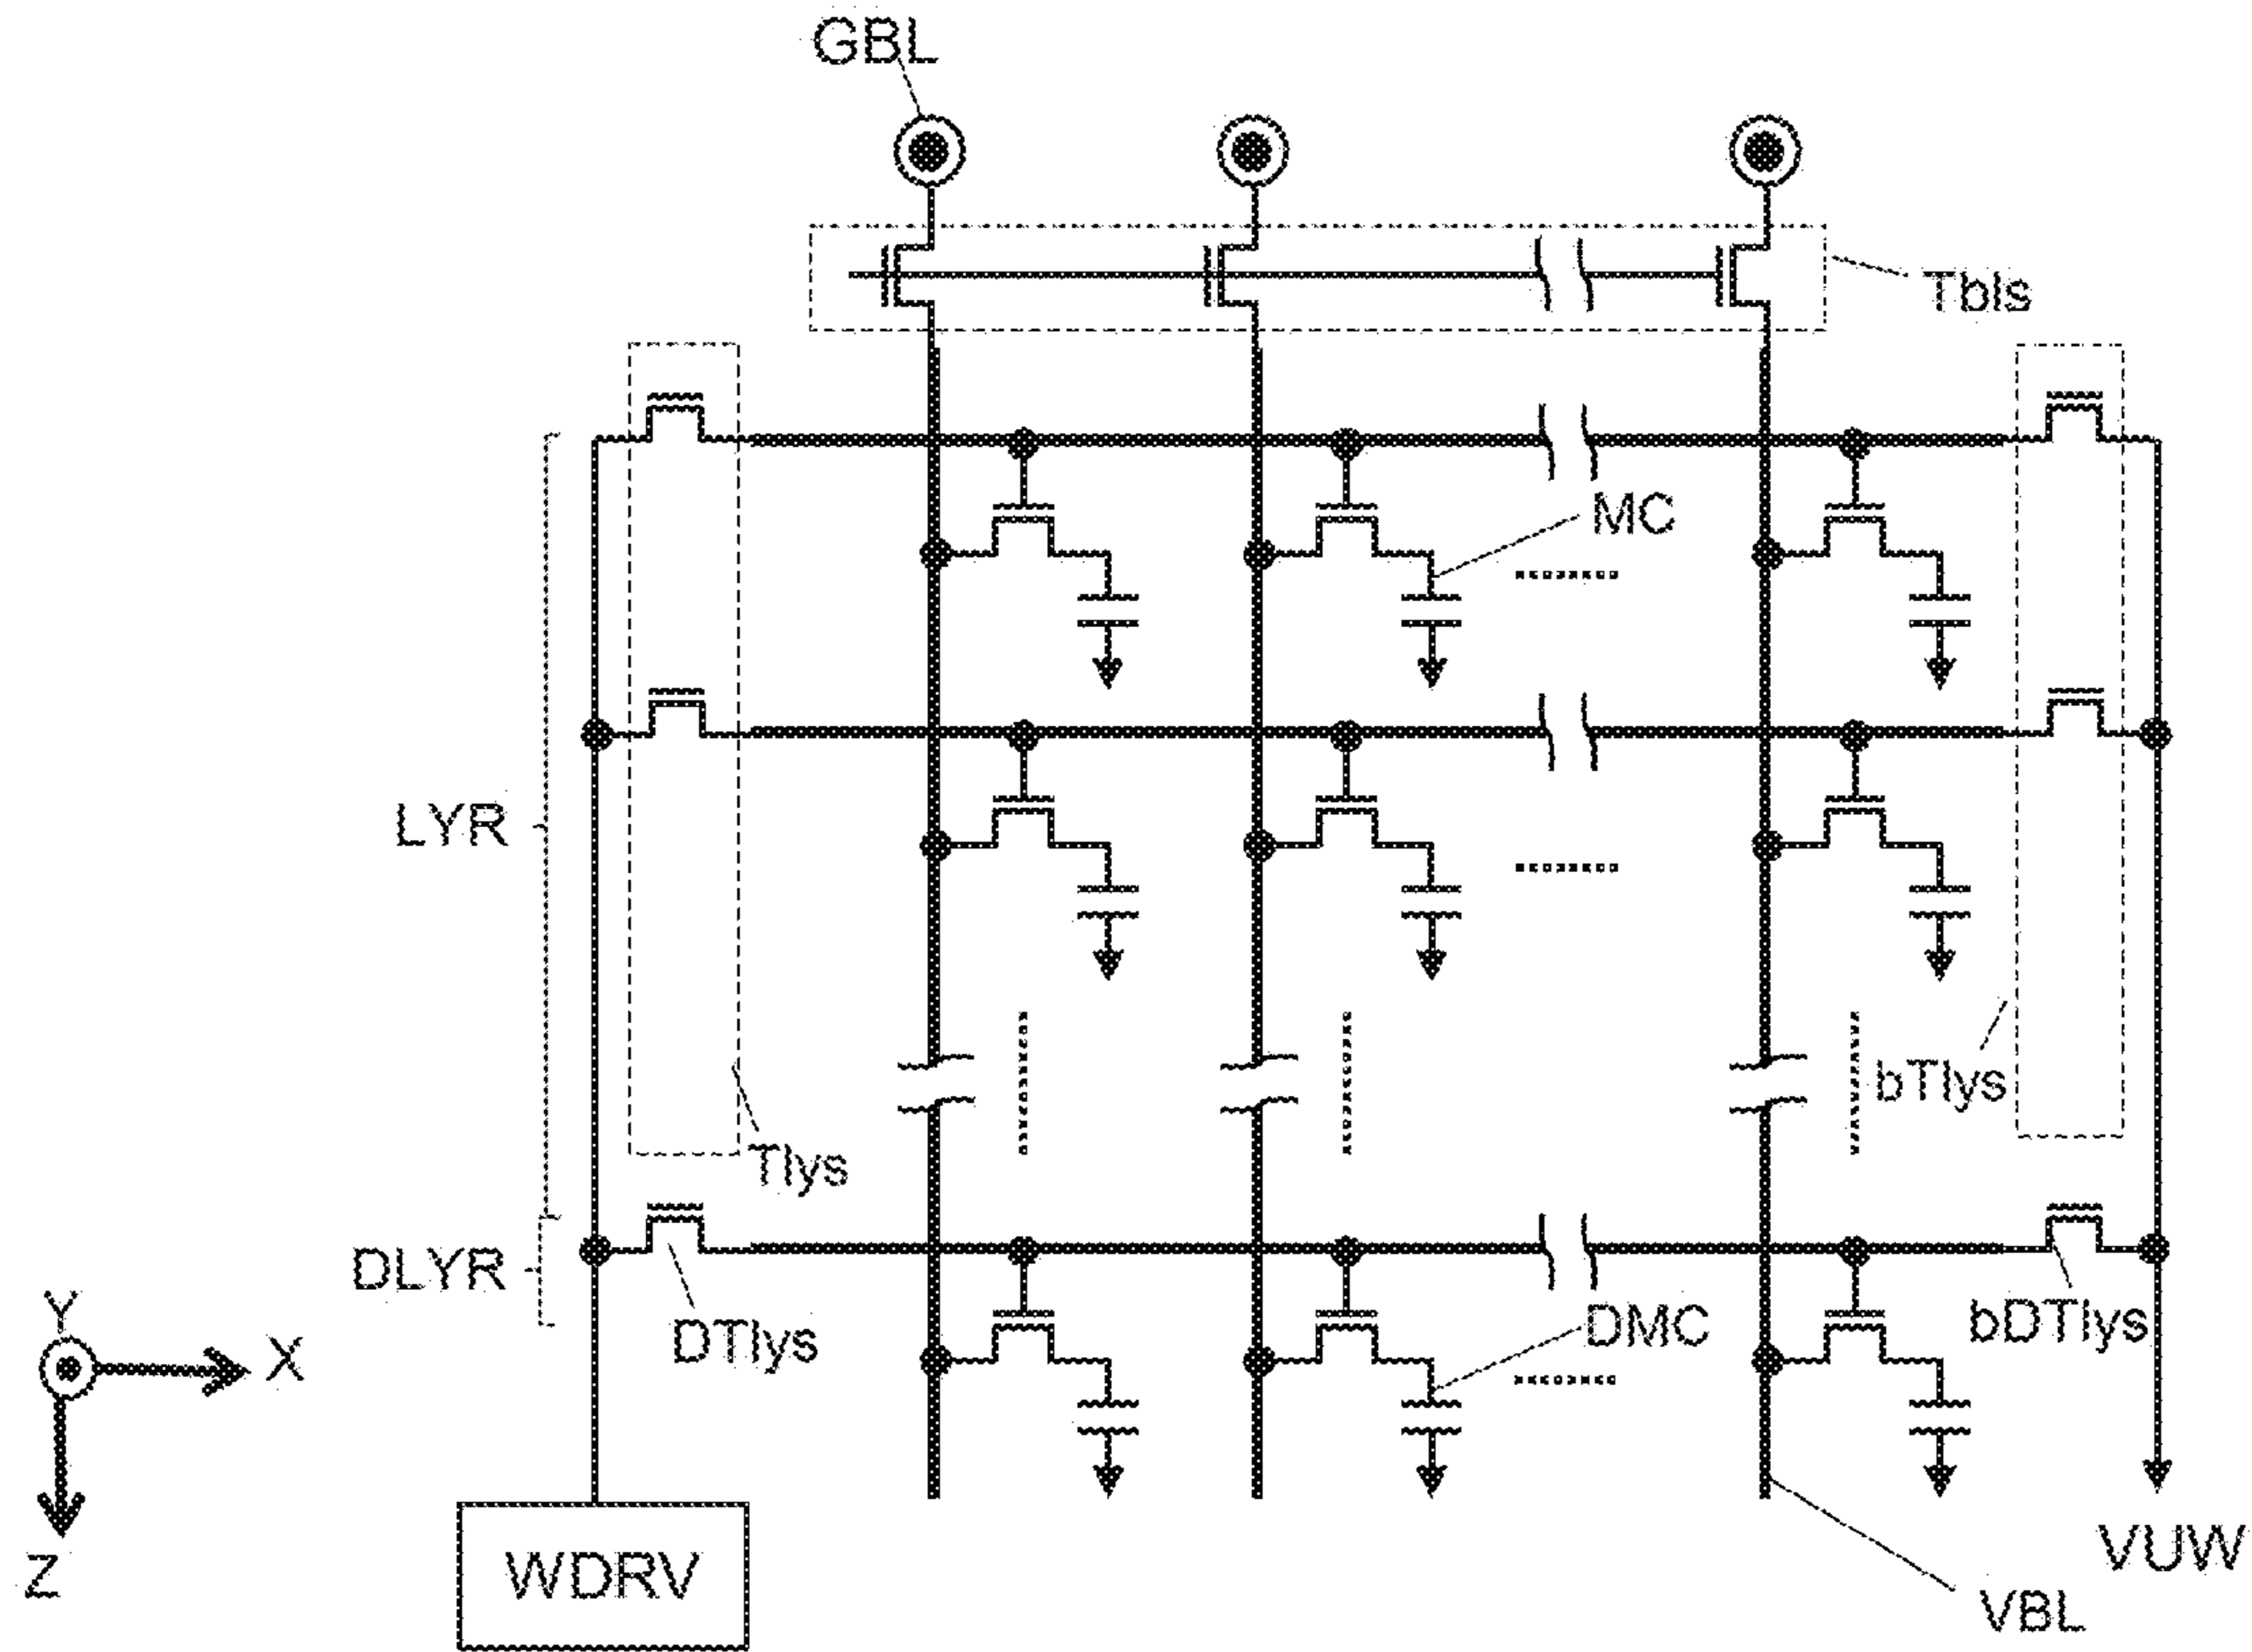 GBL
Tbls
MC
LYR
bTlys
Tlys
DLYR
DTlys
DMC
bDTlys
Y
X
Z
WDRV
VUW
VBL